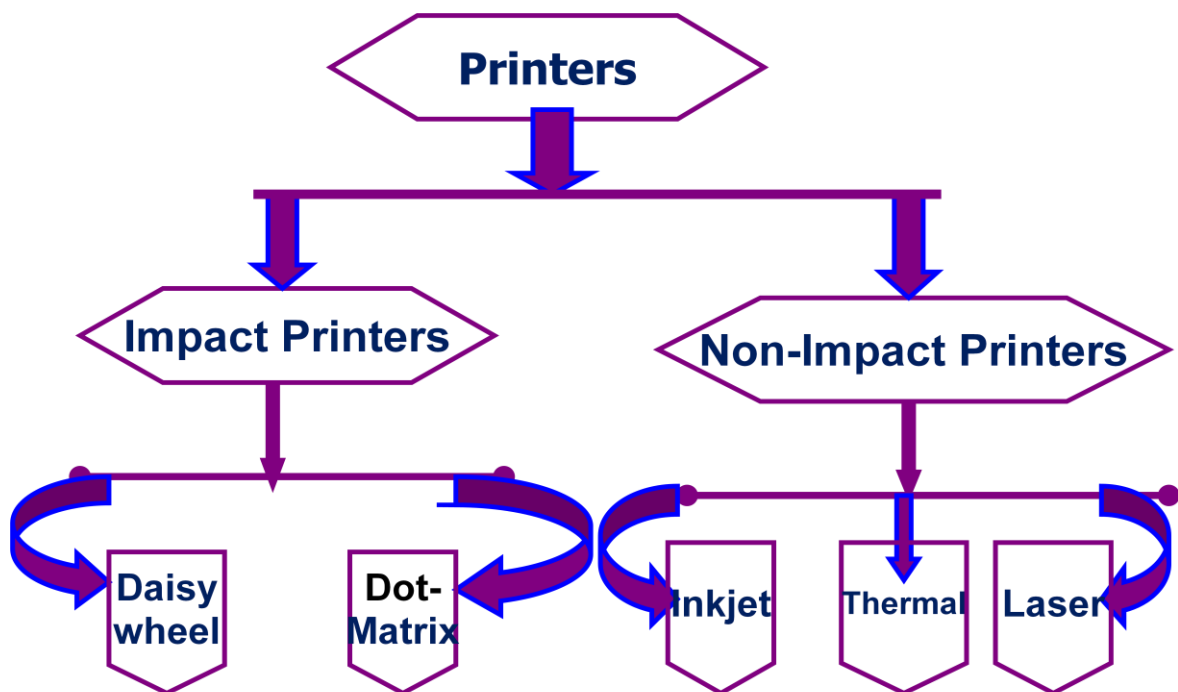 Printers
Impact Printers
Non-Impact Printers
Daisy
wheel
Dot-
Matrix
Inkjet
Thermal
Laser